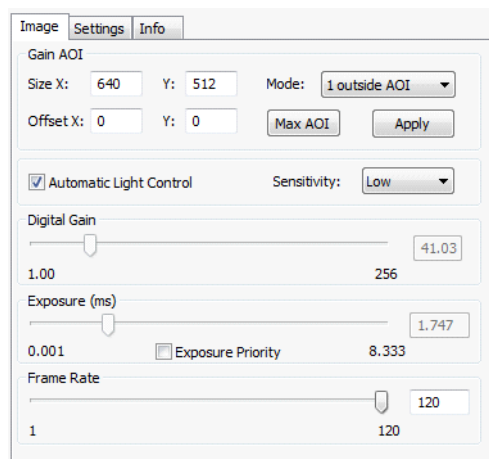 Image Settings Info
Gain AOI
Size X: 640 Y: 512 Mode: 1 outside AOI
Offset X: 0 Y: 0 Max AOI Apply
Automatic Light Control Sensitivity: Low
Digital Gain
41.03
1.00 256
Exposure (ms)
1.747
0.001 Exposure Priority 8.333
Frame Rate
120
1 120